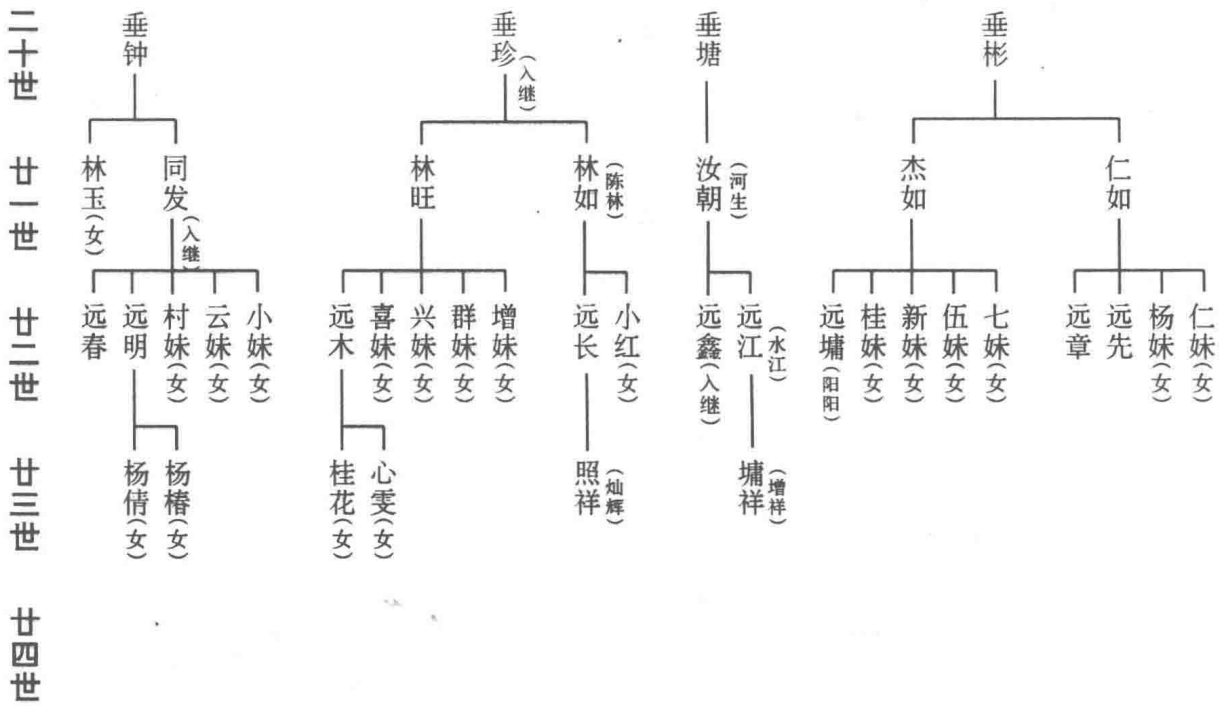 二十世
垂钟
垂珍(入继)
垂塘
垂彬
廿一世
林玉(女)
同发(入继)
林旺
林如(陈林)
汝朝(河生)
杰如
仁如
廿二世
远春
远明
村妹(女)
云妹(女)
小妹(女)
远木
喜妹(女)
兴妹(女)
群妹(女)
增妹(女)
远长
小红(女)
远鑫(入继)
远江(水江)
远墉(阳阳)
桂妹(女)
新妹(女)
伍妹(女)
七妹(女)
远章
远先
杨妹(女)
仁妹(女)
廿三世
杨倩(女)
杨椿(女)
桂花(女)
心雯(女)
照祥(灿辉)
墉祥(增祥)
廿四世